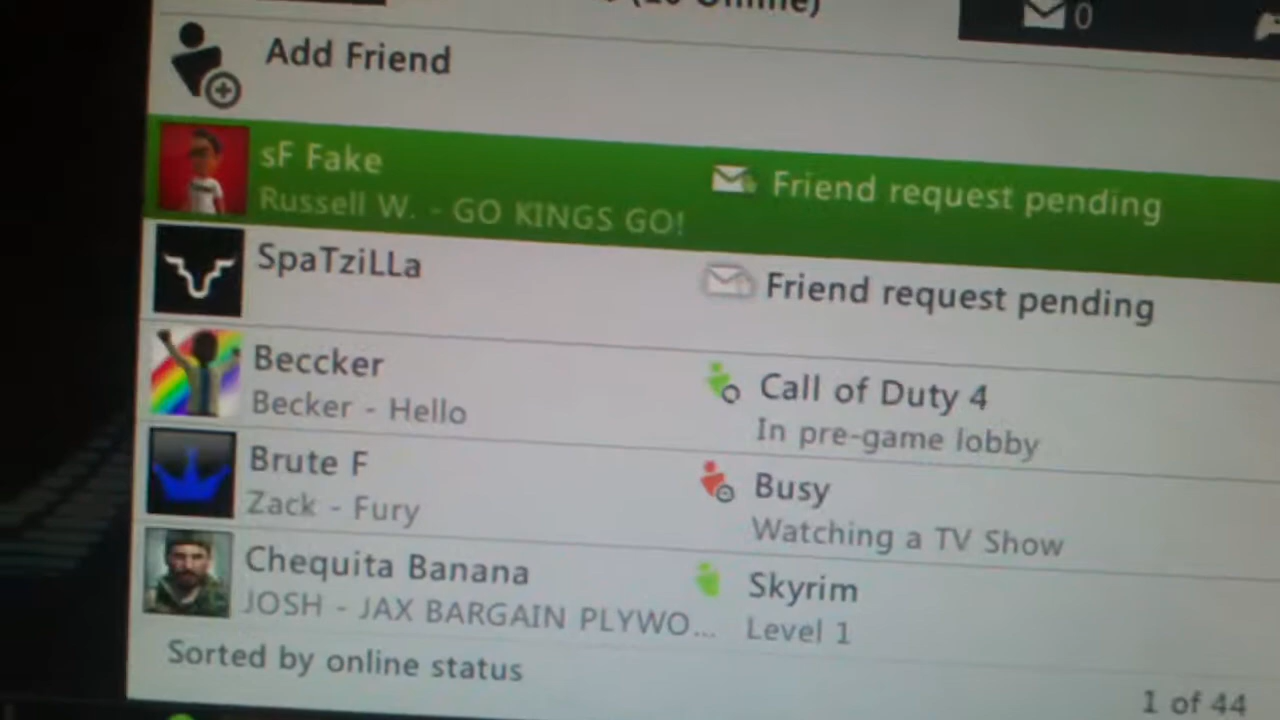 Online)
0
Add Friend
sF Fake
Friend request pending
Russell W. - GO KINGS GO!
SpaTziLLa
Friend request pending
Beccker
Call of Duty 4
Becker - Hello
In pre-game lobby
Brute F
Busy
Zack - Fury
Watching a TV Show
Chequita Banana
Skyrim
JOSH - JAX BARGAIN PLYWO...
Level 1
Sorted by online status
1 of 44